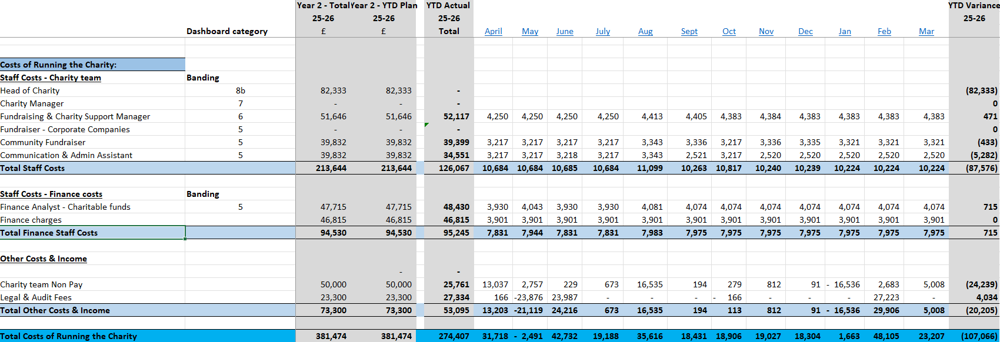 Year 2 - Total Year 2 - YTD Plan YTD Actual YTD Variance
25-26 25-26 25-26 25-26
Dashboard category £ £ Total April May June July Aug Sept Oct Nov Dec Jan Feb Mar
Costs of Running the Charity:
Staff Costs - Charity team Banding
Head of Charity 8b 82,333 82,333 - (82,333)
Charity Manager 7 - - - 0
Fundraising & Charity Support Manager 6 51,646 51,646 52,117 4,250 4,250 4,250 4,250 4,413 4,405 4,383 4,384 4,383 4,383 4,383 4,383 471
Fundraiser - Corporate Companies 5 - - - 0
Community Fundraiser 5 39,832 39,832 39,399 3,217 3,217 3,217 3,217 3,343 3,336 3,217 3,336 3,335 3,321 3,321 3,321 (433)
Communication & Admin Assistant 5 39,832 39,832 34,551 3,217 3,217 3,218 3,217 3,343 2,521 3,217 2,520 2,520 2,520 2,520 2,520 (5,282)
Total Staff Costs 213,644 213,644 126,067 10,684 10,684 10,685 10,684 11,099 10,263 10,817 10,240 10,239 10,224 10,224 10,224 (87,576)
Staff Costs - Finance costs Banding
Finance Analyst - Charitable funds 5 47,715 47,715 48,430 3,930 4,043 3,930 3,930 4,081 4,074 4,074 4,074 4,074 4,074 4,074 4,074 715
Finance charges 46,815 46,815 46,815 3,901 3,901 3,901 3,901 3,901 3,901 3,901 3,901 3,901 3,901 3,901 3,901 0
Total Finance Staff Costs 94,530 94,530 95,245 7,831 7,944 7,831 7,831 7,983 7,975 7,975 7,975 7,975 7,975 7,975 7,975 715
Other Costs & Income
- -
Charity team Non Pay 50,000 50,000 25,761 13,037 2,757 229 673 16,535 194 279 812 91 - 16,536 2,683 5,008 (24,239)
Legal & Audit Fees 23,300 23,300 27,334 166 -23,876 23,987 - - - - 166 - - - 27,223 - 4,034
Total Other Costs & Income 73,300 73,300 53,095 13,203 -21,119 24,216 673 16,535 194 113 812 91 - 16,536 29,906 5,008 (20,205)
Total Costs of Running the Charity 381,474 381,474 274,407 31,718 - 2,491 42,732 19,188 35,616 18,431 18,906 19,027 18,304 1,663 48,105 23,207 (107,066)